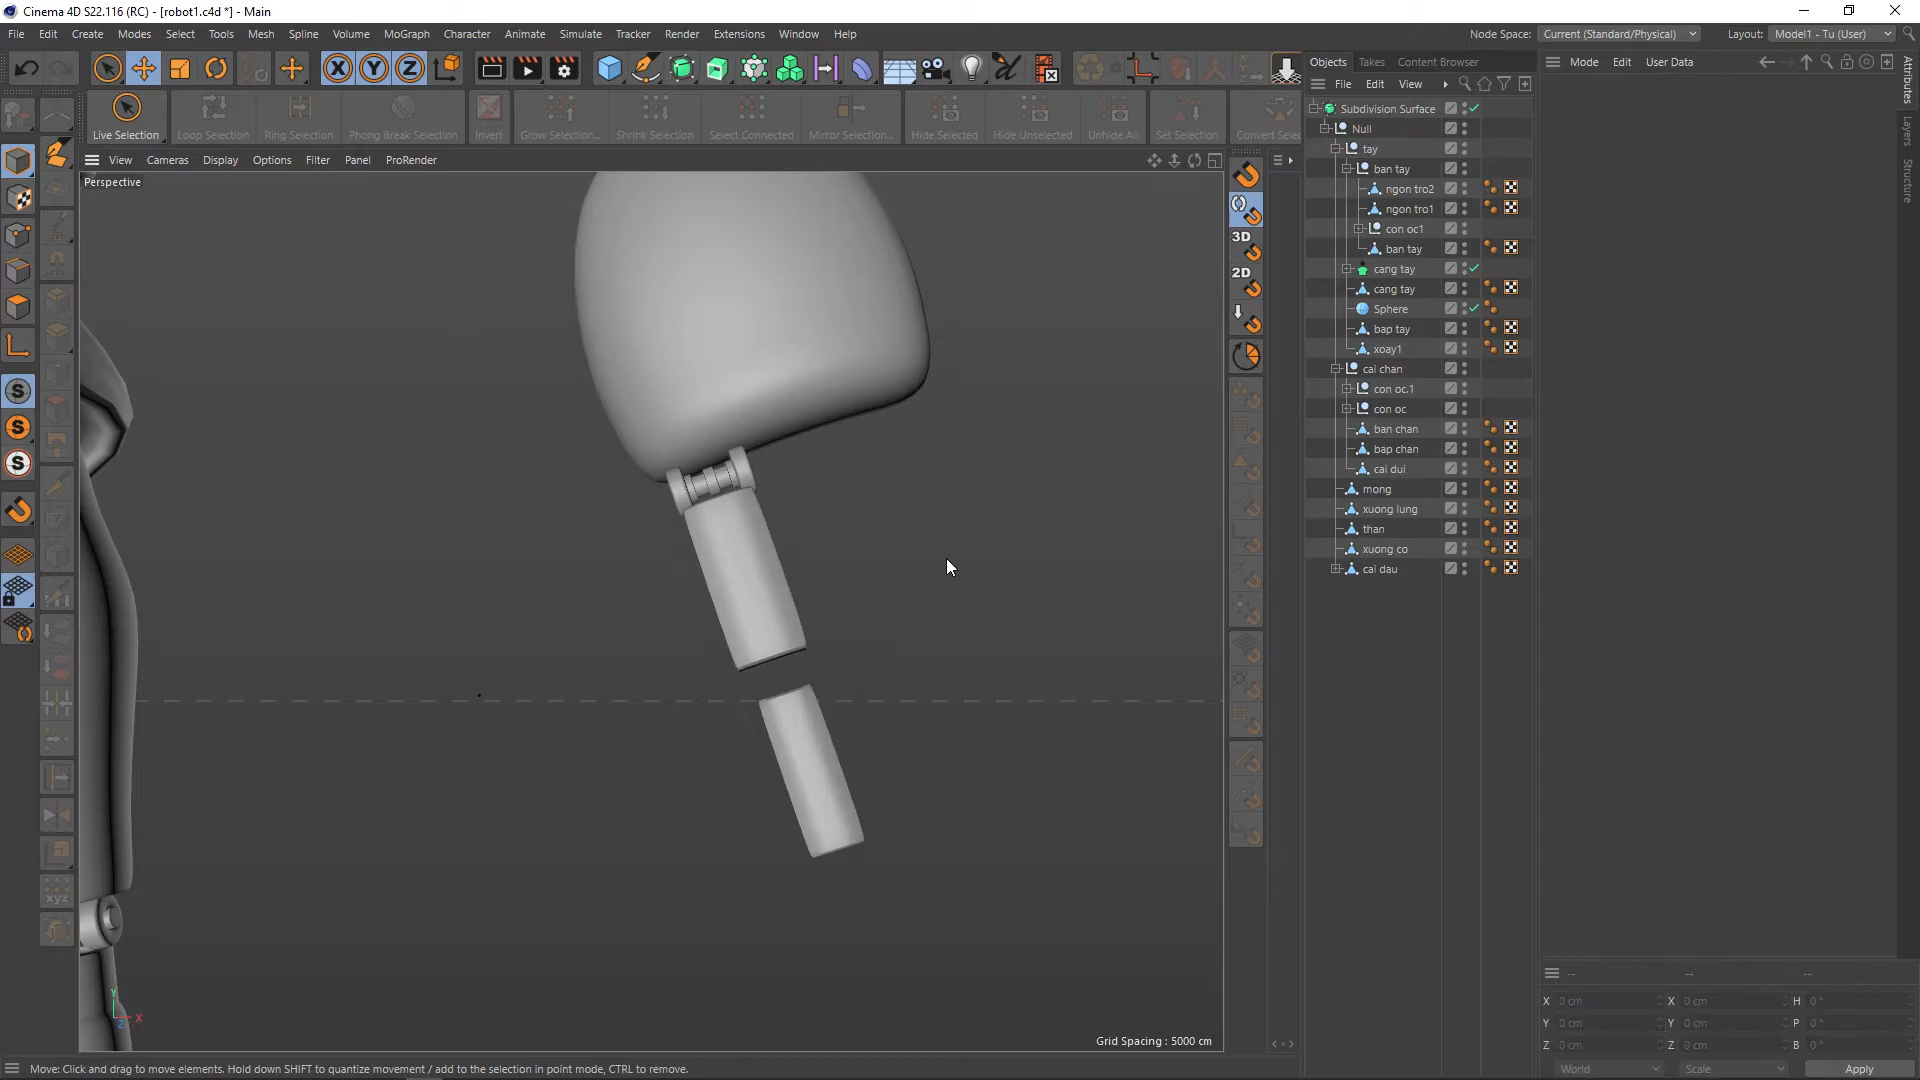 Cinema 4D S22.116 (RC) - [robot1.c4d *] - Main
File Edit Create Modes Select Tools Mesh Spline Volume MoGraph Character Animate Simulate Tracker Render Extensions Window Help
Node Space: Current (Standard/Physical) Layout: Model1 - Tu (User)
X Y Z
Objects Takes Content Browser
Mode Edit User Data
File Edit View
Live Selection Loop Selection Ring Selection Phong Break Selection Invert Grow Selection... Shrink Selection Select Connected Mirror Selection... Hide Selected Hide Unselected Unhide All Set Selection Convert Selec
View Cameras Display Options Filter Panel ProRender
Perspective
3D
2D
S
S
S
xyz
Subdivision Surface
Null
tay
ban tay
ngon tro2
ngon tro1
con oc1
ban tay
cang tay
cang tay
Sphere
bap tay
xoay1
cai chan
con oc.1
con oc
ban chan
bap chan
cai dui
mong
xuong lung
than
xuong co
cai dau
Attributes
Layers
Structure
Y
X
Z
Grid Spacing : 5000 cm
-- -- --
X 0 cm X 0 cm H 0 °
Y 0 cm Y 0 cm P 0 °
Z 0 cm Z 0 cm B 0 °
World Scale Apply
Move: Click and drag to move elements. Hold down SHIFT to quantize movement / add to the selection in point mode, CTRL to remove.